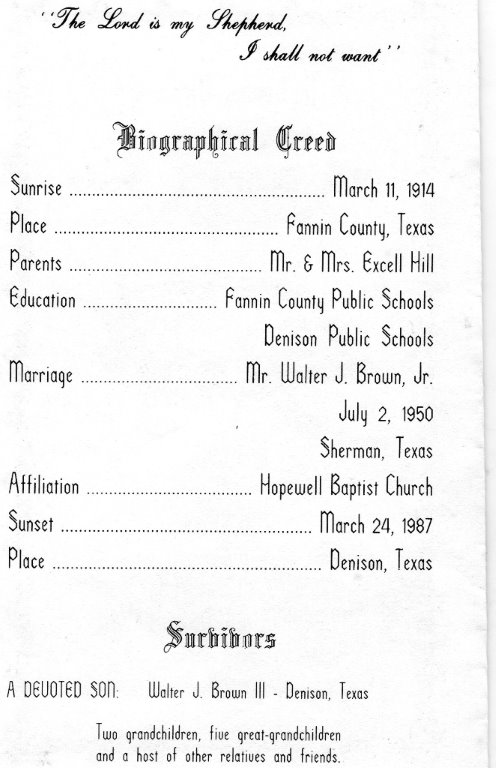 "The Lord is my Shepherd,
I shall not want"
Biographical Creed
Sunrise ........................................ March 11, 1914
Place ........................................ Fannin County, Texas
Parents .............................. Mr. & Mrs. Excell Hill
Education ..................... Fannin County Public Schools
Denison Public Schools
Marriage ......................... Mr. Walter J. Brown, Jr.
July 2, 1950
Sherman, Texas
Affiliation .......................... Hopewell Baptist Church
Sunset ........................................ March 24, 1987
Place ........................................... Denison, Texas
Survivors
A DEVOTED SON: Walter J. Brown III - Denison, Texas
Two grandchildren, five great-grandchildren
and a host of other relatives and friends.